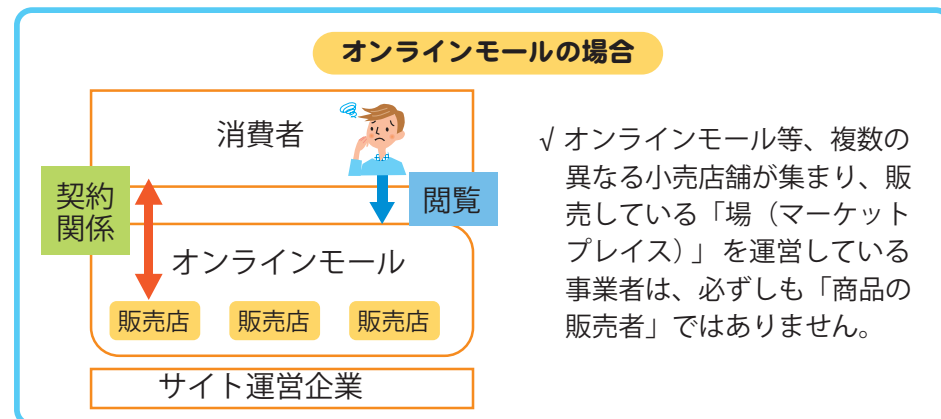 オンラインモールの場合
消費者
契約
関係
閲覧
オンラインモール
販売店
販売店
販売店
サイト運営企業
√ オンラインモール等、複数の
異なる小売店舗が集まり、販
売している「場（マーケット
プレイス）」を運営している
事業者は、必ずしも「商品の
販売者」ではありません。